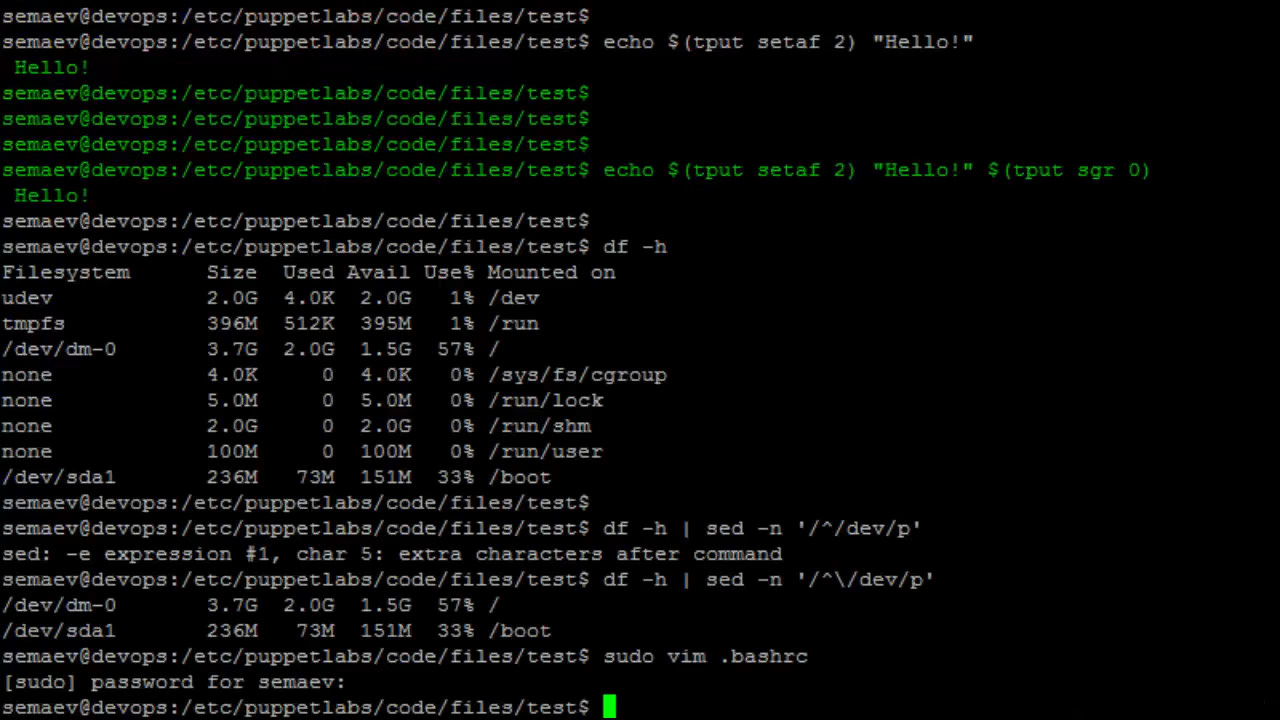 semaev@devops:/etc/puppetlabs/code/files/test$
semaev@devops:/etc/puppetlabs/code/files/test$ echo $(tput setaf 2) "Hello!"
 Hello!
semaev@devops:/etc/puppetlabs/code/files/test$
semaev@devops:/etc/puppetlabs/code/files/test$
semaev@devops:/etc/puppetlabs/code/files/test$
semaev@devops:/etc/puppetlabs/code/files/test$ echo $(tput setaf 2) "Hello!" $(tput sgr 0)
 Hello!
semaev@devops:/etc/puppetlabs/code/files/test$
semaev@devops:/etc/puppetlabs/code/files/test$ df -h
Filesystem      Size  Used Avail Use% Mounted on
udev            2.0G  4.0K  2.0G   1% /dev
tmpfs           396M  512K  395M   1% /run
/dev/dm-0       3.7G  2.0G  1.5G  57% /
none            4.0K     0  4.0K   0% /sys/fs/cgroup
none            5.0M     0  5.0M   0% /run/lock
none            2.0G     0  2.0G   0% /run/shm
none            100M     0  100M   0% /run/user
/dev/sda1       236M   73M  151M  33% /boot
semaev@devops:/etc/puppetlabs/code/files/test$
semaev@devops:/etc/puppetlabs/code/files/test$ df -h | sed -n '/^/dev/p'
sed: -e expression #1, char 5: extra characters after command
semaev@devops:/etc/puppetlabs/code/files/test$ df -h | sed -n '/^\/dev/p'
/dev/dm-0       3.7G  2.0G  1.5G  57% /
/dev/sda1       236M   73M  151M  33% /boot
semaev@devops:/etc/puppetlabs/code/files/test$ sudo vim .bashrc
[sudo] password for semaev:
semaev@devops:/etc/puppetlabs/code/files/test$